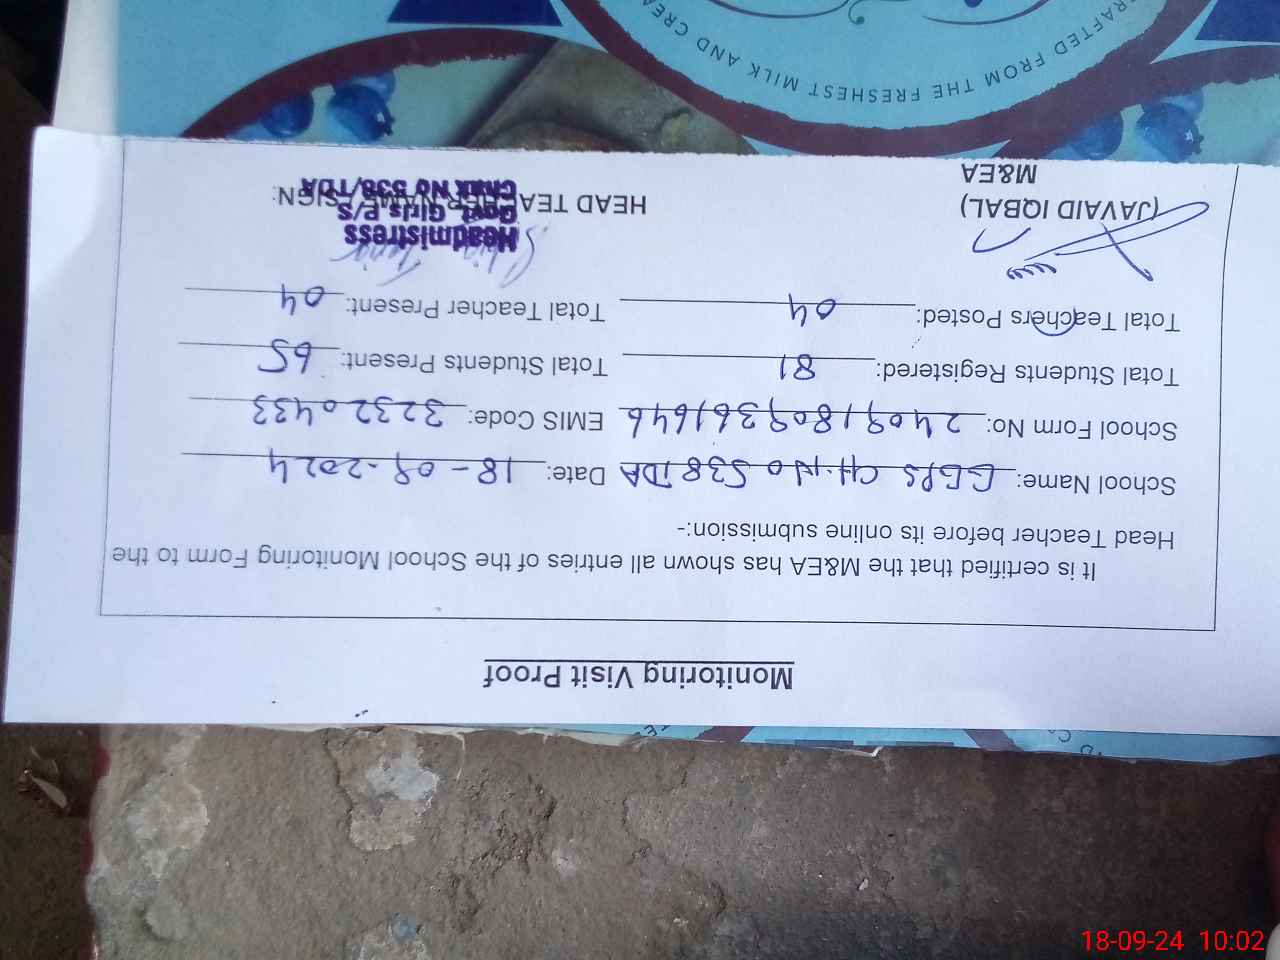 Monitoring Visit Proof
It is certified that the M&EA has shown all entries of the School Monitoring Form to the
Head Teacher before its online submission:-
School Name: GGPS CH.No 538 TDA Date: 18-09-2024
School Form No: 24091809361646 EMIS Code: 32320433
Total Students Registered: 81 Total Students Present: 65
Total Teachers Posted: 04 Total Teacher Present: 04
(JAVAID IQBAL)
M&EA
HEAD TEACHER NAME / SIGN:
Headmistress
Govt. Girls P/S
Chak No 538/TDA
CRAFTED FROM THE FRESHEST MILK AND CREA
18-09-24 10:02